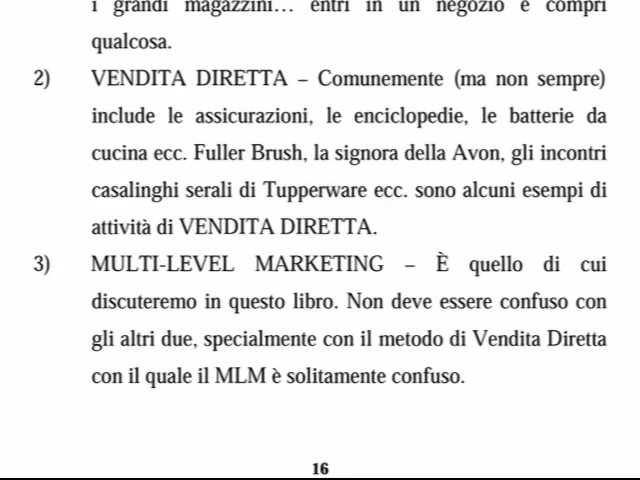 i grandi magazzini... entri in un negozio e compri
qualcosa.
2) VENDITA DIRETTA – Comunemente (ma non sempre)
include le assicurazioni, le enciclopedie, le batterie da
cucina ecc. Fuller Brush, la signora della Avon, gli incontri
casalinghi serali di Tupperware ecc. sono alcuni esempi di
attività di VENDITA DIRETTA.
3) MULTI-LEVEL MARKETING – È quello di cui
discuteremo in questo libro. Non deve essere confuso con
gli altri due, specialmente con il metodo di Vendita Diretta
con il quale il MLM è solitamente confuso.
16